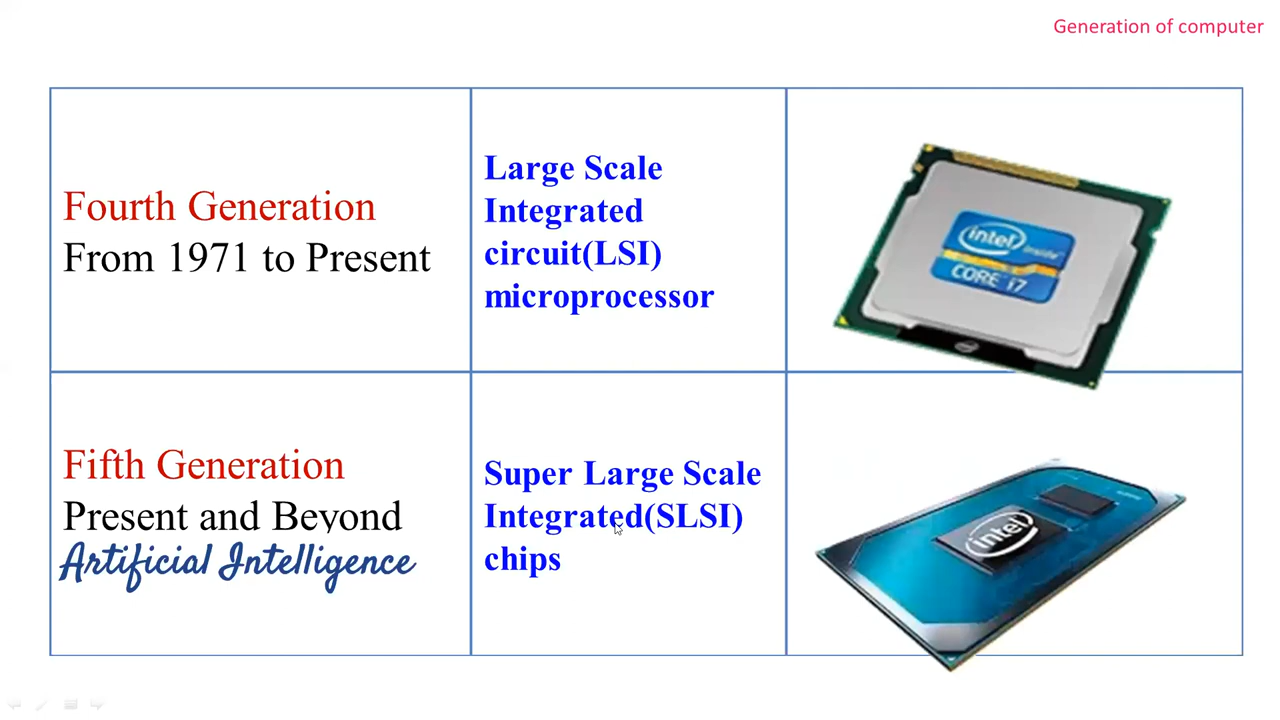 Generation of computer
Fourth Generation
From 1971 to Present
Large Scale
Integrated
circuit(LSI)
microprocessor
intel
inside
CORE i7
Fifth Generation
Present and Beyond
Artificial Intelligence
Super Large Scale
Integrated(SLSI)
chips
intel